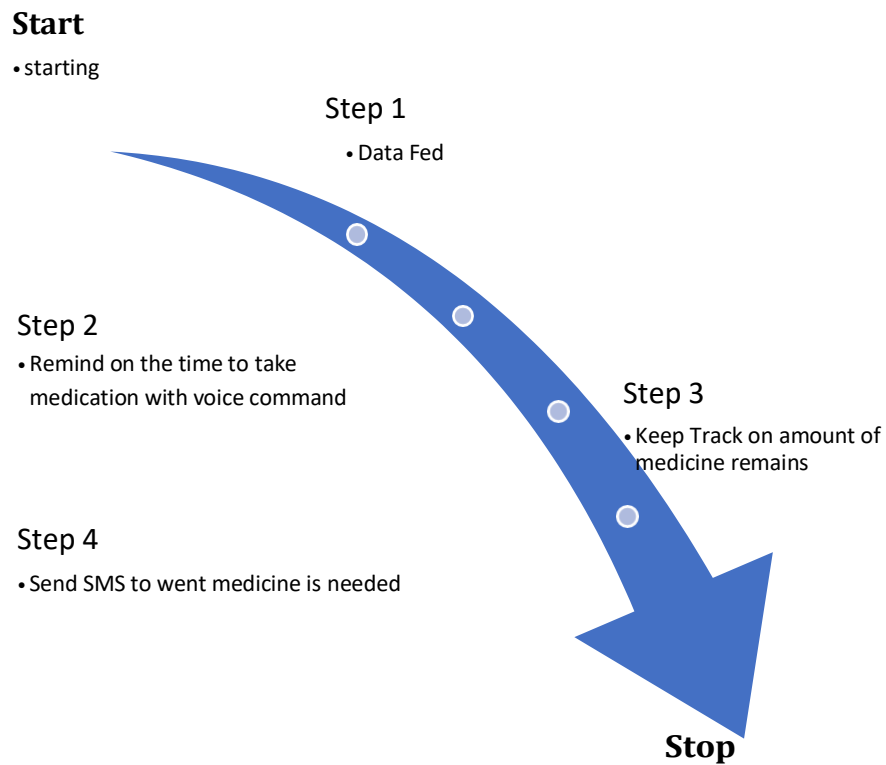 Start
• starting
Step 1
• Data Fed
Step 2
• Remind on the time to take
medication with voice command
Step 3
• Keep Track on amount of
medicine remains
Step 4
• Send SMS to went medicine is needed
Stop